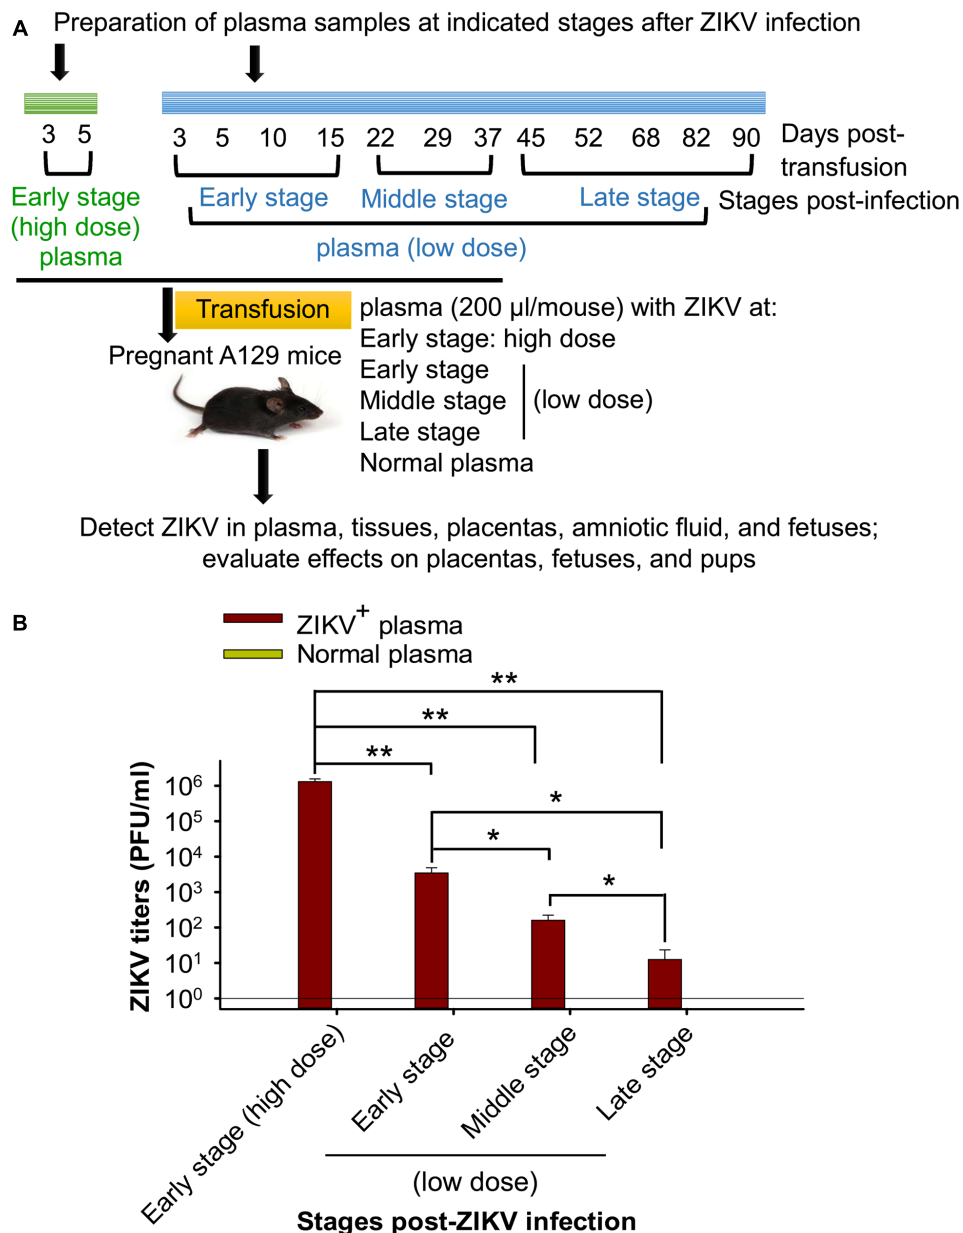 A
Preparation of plasma samples at indicated stages after ZIKV infection
3 5 3 5 10 15 22 29 37 45 52 68 82 90 Days post-
transfusion
Early stage
(high dose)
plasma
Early stage Middle stage Late stage Stages post-infection
plasma (low dose)
Transfusion
plasma (200 µl/mouse) with ZIKV at:
Early stage: high dose
Early stage
Middle stage
Late stage
(low dose)
Normal plasma
Pregnant A129 mice
Detect ZIKV in plasma, tissues, placentas, amniotic fluid, and fetuses;
evaluate effects on placentas, fetuses, and pups
B
ZIKV⁺ plasma
Normal plasma
**
**
**
*
*
*
ZIKV titers (PFU/ml)
10⁶
10⁵
10⁴
10³
10²
10¹
10⁰
Early stage (high dose)
Early stage
Middle stage
Late stage
(low dose)
Stages post-ZIKV infection